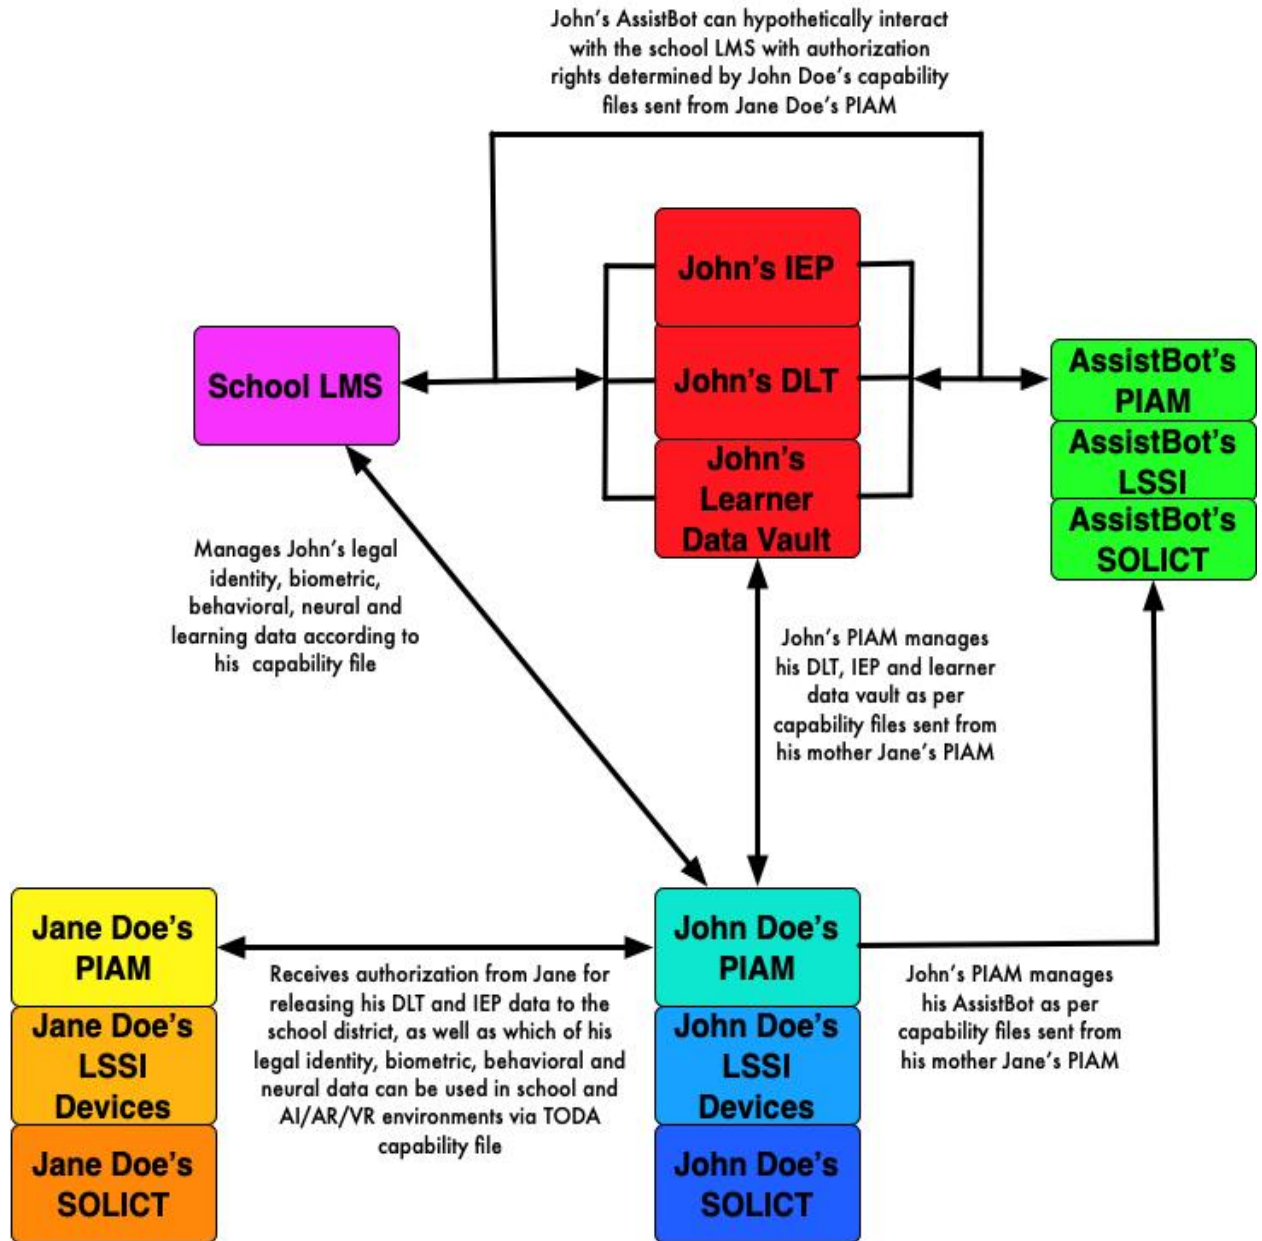 John’s AssistBot can hypothetically interact
with the school LMS with authorization
rights determined by John Doe’s capability
files sent from Jane Doe’s PIAM
John’s IEP
School LMS
John’s DLT
AssistBot’s
PIAM
John’s
Learner
Data Vault
AssistBot’s
LSSI
AssistBot’s
SOLICT
Manages John’s legal
identity, biometric,
behavioral, neural and
learning data according to
his capability file
John’s PIAM manages
his DLT, IEP and learner
data vault as per
capability files sent from
his mother Jane’s PIAM
Jane Doe’s
PIAM
Jane Doe’s
LSSI
Devices
Jane Doe’s
SOLICT
Receives authorization from Jane for
releasing his DLT and IEP data to the
school district, as well as which of his
legal identity, biometric, behavioral and
neural data can be used in school and
AI/AR/VR environments via TODA
capability file
John Doe’s
PIAM
John Doe’s
LSSI
Devices
John Doe’s
SOLICT
John’s PIAM manages
his AssistBot as per
capability files sent from
his mother Jane’s PIAM